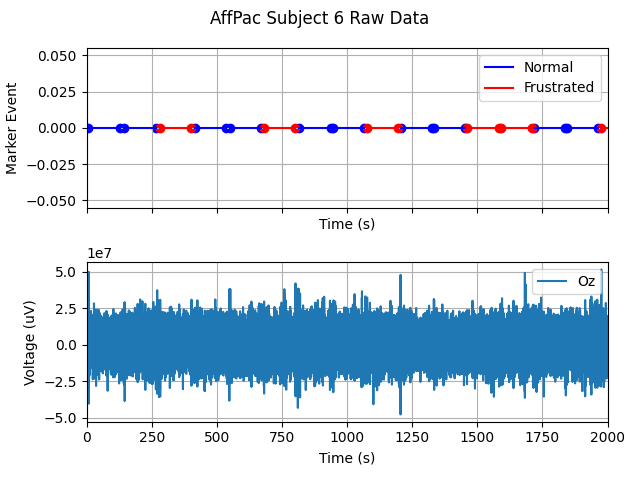 AffPac Subject 6 Raw Data
0.050
0.025
0.000
−0.025
−0.050
Marker Event
Normal
Frustrated
Time (s)
1e7
5.0
2.5
0.0
−2.5
−5.0
Voltage (uV)
Oz
0 250 500 750 1000 1250 1500 1750 2000
Time (s)